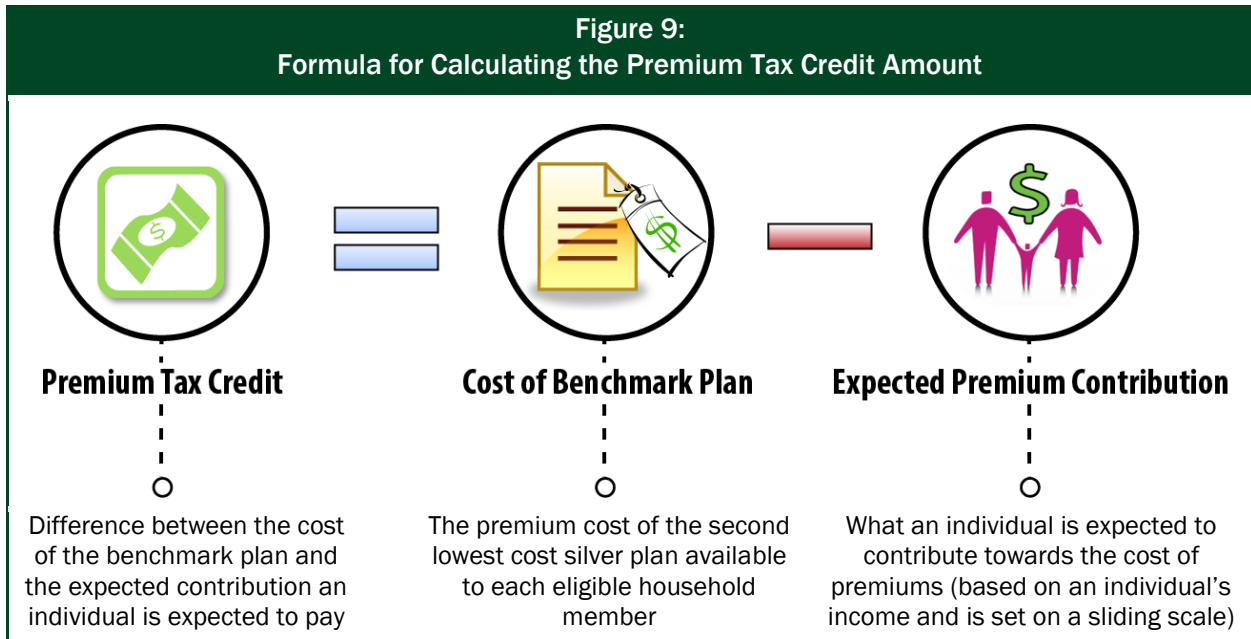 Figure 9:
Formula for Calculating the Premium Tax Credit Amount
$
$
$
Premium Tax Credit
Cost of Benchmark Plan
Expected Premium Contribution
Difference between the cost
of the benchmark plan and
the expected contribution an
individual is expected to pay
The premium cost of the second
lowest cost silver plan available
to each eligible household
member
What an individual is expected to
contribute towards the cost of
premiums (based on an individual's
income and is set on a sliding scale)